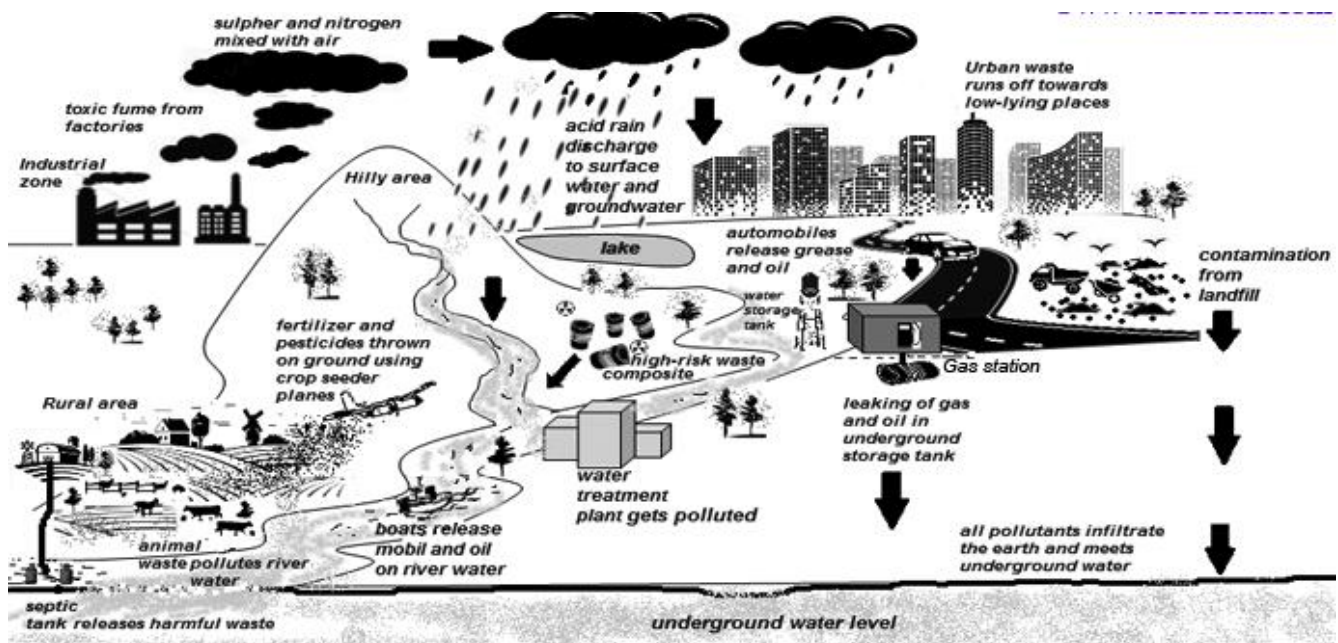 sulpher and nitrogen
mixed with air
toxic fume from
factories
Industrial
zone
Hilly area
acid rain
discharge
to surface
water and
groundwater
lake
Urban waste
runs off towards
low-lying places
automobiles
release grease
and oil
water
storage
tank
contamination
from
landfill
fertilizer and
pesticides thrown
on ground using
crop seeder
planes
high-risk waste
composite
Gas station
Rural area
leaking of gas
and oil in
underground
storage tank
water
treatment
plant gets polluted
boats release
mobil and oil
on river water
animal
waste pollutes river
water
all pollutants infiltrate
the earth and meets
underground water
septic
tank releases harmful waste
underground water level